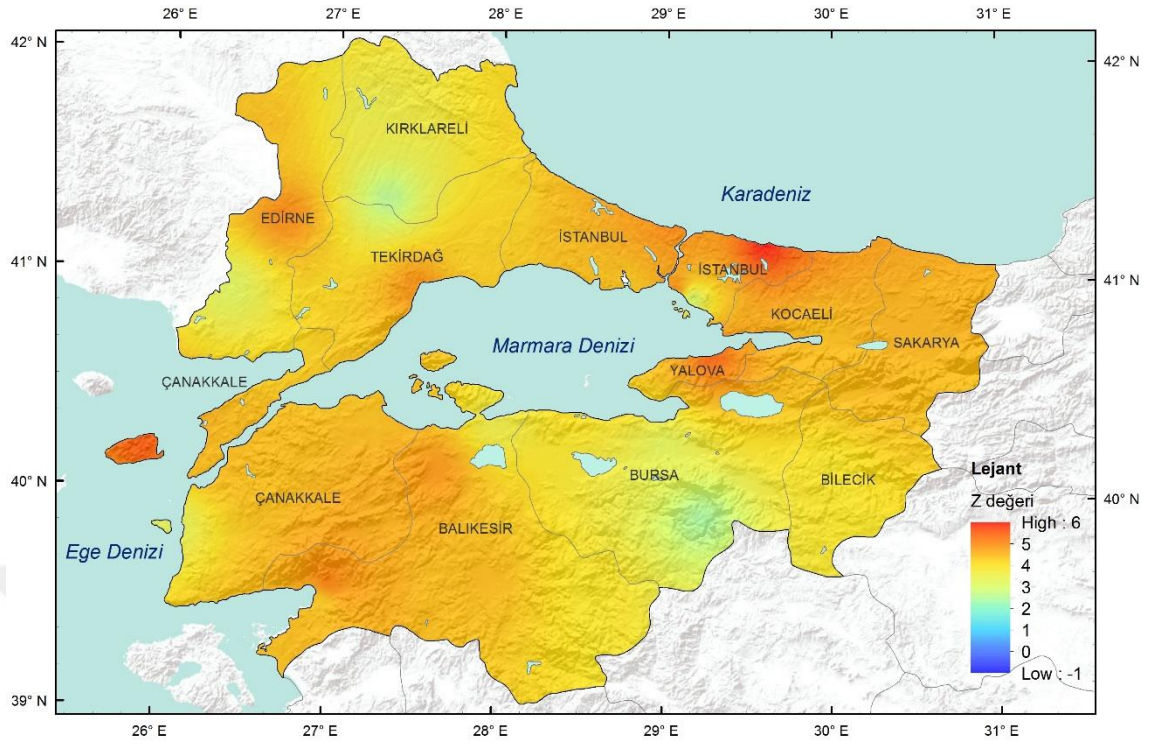 26° E 27° E 28° E 29° E 30° E 31° E
42° N
42° N
KIRKLARELİ
Karadeniz
EDİRNE
İSTANBUL
TEKİRDAĞ
41° N
İSTANBUL
41° N
KOCAELİ
Marmara Denizi
SAKARYA
YALOVA
ÇANAKKALE
40° N
BURSA
Lejant
BİLECİK
ÇANAKKALE
40° N
Z değeri
BALIKESİR
High : 6
Ege Denizi
5
4
3
2
1
0
Low : -1
39° N
39° N
26° E 27° E 28° E 29° E 30° E 31° E